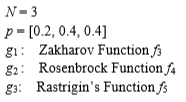 N = 3
p = [0.2, 0.4, 0.4]
g1: Zakharov Function f3
g2: Rosenbrock Function f4
g3: Rastrigin's Function f5